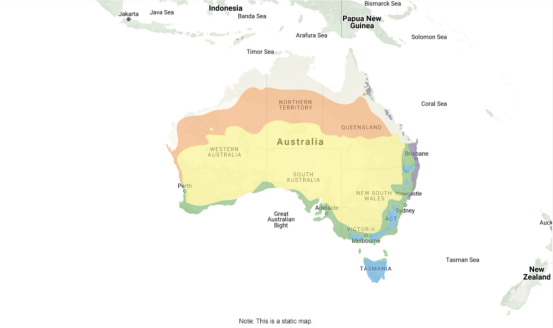 Bismarck Sea
Indonesia
Jakarta
Java Sea
Banda Sea
Papua New
Guinea
Arafura Sea
Solomon Sea
Timor Sea
NORTHERN
TERRITORY
Coral Sea
QUEENSLAND
Australia
WESTERN
AUSTRALIA
Brisbane
SOUTH
AUSTRALIA
Perth
NEW SOUTH
WALES
Adelaide
Sydney
Great
Australian
Bight
ACT
VICTORIA
Melbourne
Tasman Sea
TASMANIA
New
Zealand
Note: This is a static map.